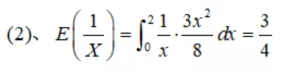 (2)、 E(1/X) = ∫₀² 1/x · 3x²/8 dx = 3/4